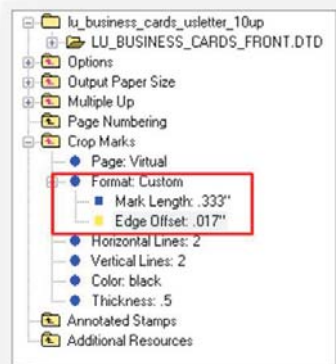 lu_business_cards_usletter_10up
LU_BUSINESS_CARDS_FRONT.DTD
Options
Output Paper Size
Multiple Up
Page Numbering
Crop Marks
Page: Virtual
Format: Custom
Mark Length: .333"
Edge Offset: .017"
Horizontal Lines: 2
Vertical Lines: 2
Color: black
Thickness: .5
Annotated Stamps
Additional Resources